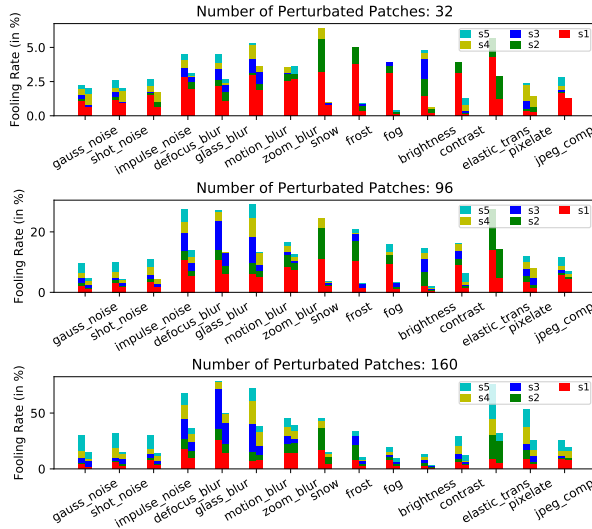 Number of Perturbated Patches: 32
Fooling Rate (in %)
5.0
2.5
0.0
s5 s3 s1
s4 s2
gauss_noise shot_noise impulse_noise defocus_blur glass_blur motion_blur zoom_blur snow frost fog brightness contrast elastic_trans pixelate jpeg_comp
Number of Perturbated Patches: 96
Fooling Rate (in %)
20
0
s5 s3 s1
s4 s2
gauss_noise shot_noise impulse_noise defocus_blur glass_blur motion_blur zoom_blur snow frost fog brightness contrast elastic_trans pixelate jpeg_comp
Number of Perturbated Patches: 160
Fooling Rate (in %)
50
0
s5 s3 s1
s4 s2
gauss_noise shot_noise impulse_noise defocus_blur glass_blur motion_blur zoom_blur snow frost fog brightness contrast elastic_trans pixelate jpeg_comp